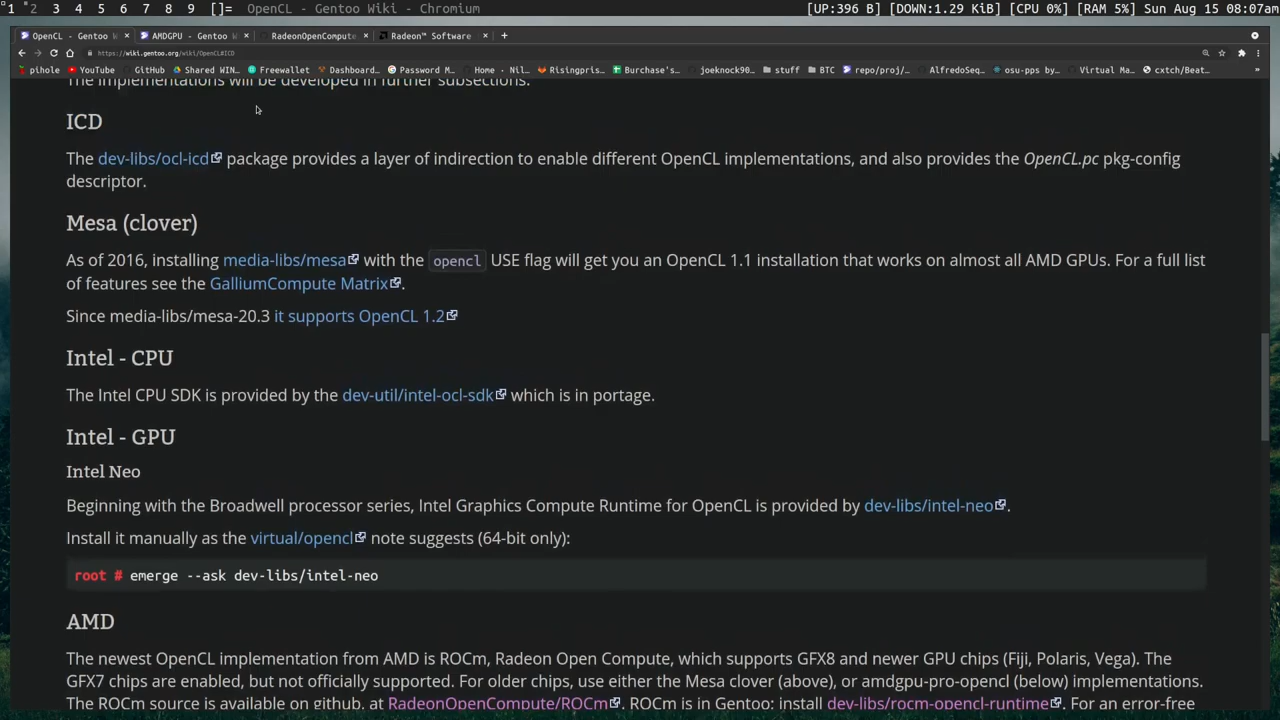 1 2 3 4 5 6 7 8 9 []= OpenCL - Gentoo Wiki - Chromium [UP:396 B] [DOWN:1.29 KiB] [CPU 0%] [RAM 5%] Sun Aug 15 08:07am
OpenCL - Gentoo W × AMDGPU - Gentoo W × RadeonOpenCompute × Radeon™ Software × +
https://wiki.gentoo.org/wiki/OpenCL#ICD
pihole YouTube GitHub Shared WIN... Freewallet Dashboard... Password M... Home - Nil... Risingpris... Burchase's... joeknock90... stuff BTC repo/proj/... AlfredoSeq... osu-pps by... Virtual Ma... cxtch/Beat... »
The implementations will be developed in further subsections.
ICD
The dev-libs/ocl-icd package provides a layer of indirection to enable different OpenCL implementations, and also provides the OpenCL.pc pkg-config
descriptor.
Mesa (clover)
As of 2016, installing media-libs/mesa with the opencl USE flag will get you an OpenCL 1.1 installation that works on almost all AMD GPUs. For a full list
of features see the GalliumCompute Matrix.
Since media-libs/mesa-20.3 it supports OpenCL 1.2
Intel - CPU
The Intel CPU SDK is provided by the dev-util/intel-ocl-sdk which is in portage.
Intel - GPU
Intel Neo
Beginning with the Broadwell processor series, Intel Graphics Compute Runtime for OpenCL is provided by dev-libs/intel-neo.
Install it manually as the virtual/opencl note suggests (64-bit only):
root # emerge --ask dev-libs/intel-neo
AMD
The newest OpenCL implementation from AMD is ROCm, Radeon Open Compute, which supports GFX8 and newer GPU chips (Fiji, Polaris, Vega). The
GFX7 chips are enabled, but not officially supported. For older chips, use either the Mesa clover (above), or amdgpu-pro-opencl (below) implementations.
The ROCm source is available on github, at RadeonOpenCompute/ROCm. ROCm is in Gentoo: install dev-libs/rocm-opencl-runtime. For an error-free